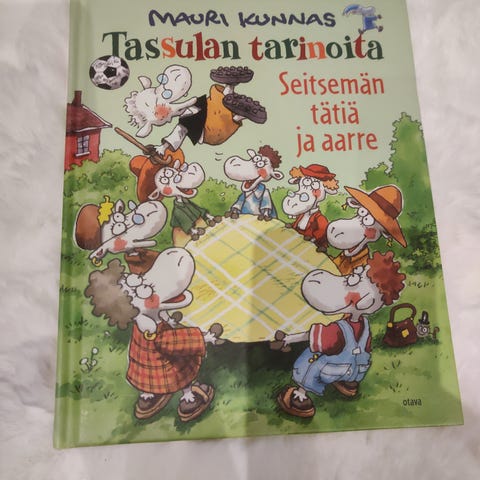 MAURI KUNNAS
Tassulan tarinoita
Seitsemän
tätiä
ja aarre
otava